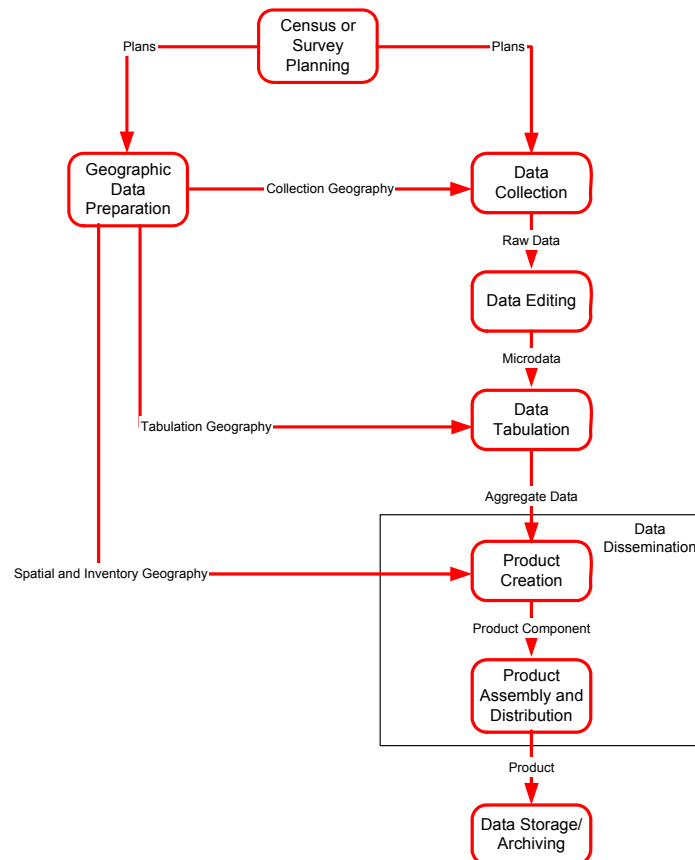 Census or
Survey
Planning
Plans
Plans
Geographic
Data
Preparation
Collection Geography
Data
Collection
Raw Data
Data Editing
Microdata
Tabulation Geography
Data
Tabulation
Aggregate Data
Data
Dissemination
Spatial and Inventory Geography
Product
Creation
Product Component
Product
Assembly and
Distribution
Product
Data Storage/
Archiving